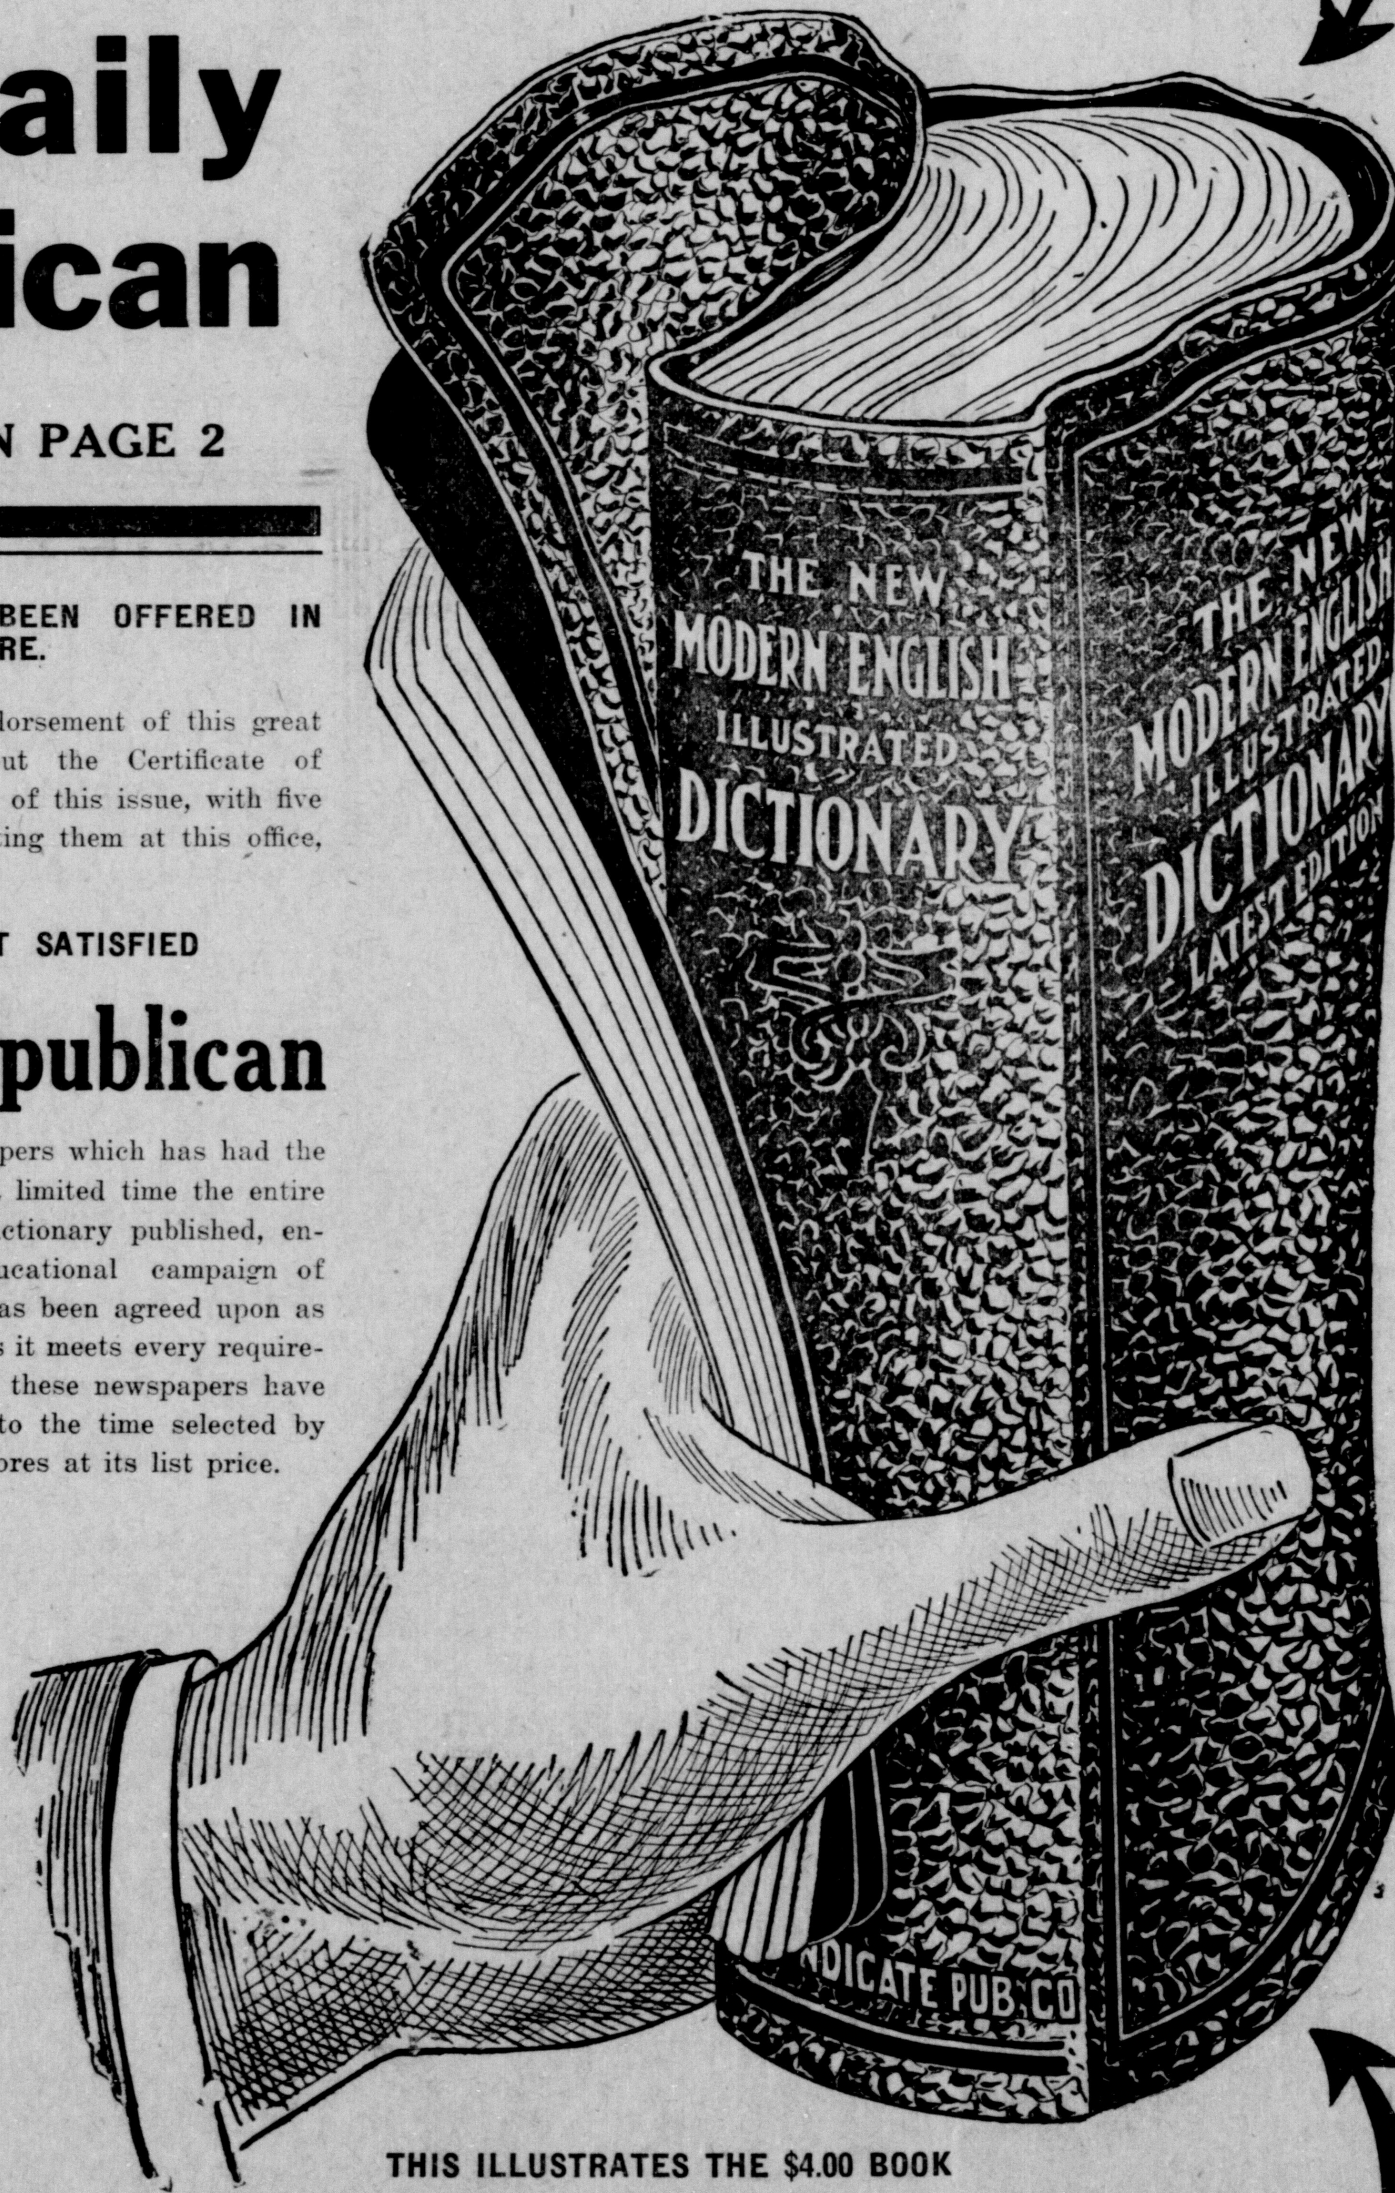 aily
ican
N PAGE 2
BEEN OFFERED IN
RE.
dorsement of this great
ut the Certificate of
of this issue, with five
ting them at this office,
T SATISFIED
publican
pers which has had the
limited time the entire
ctionary published, en-
ucational campaign of
as been agreed upon as
s it meets every require-
these newspapers have
to the time selected by
ores at its list price.
THE NEW
MODERN ENGLISH
ILLUSTRATED
DICTIONARY
THE NEW
MODERN ENGLISH
ILLUSTRATED
DICTIONARY
LATEST EDITION
NDICATE PUB. CO
THIS ILLUSTRATES THE $4.00 BOOK